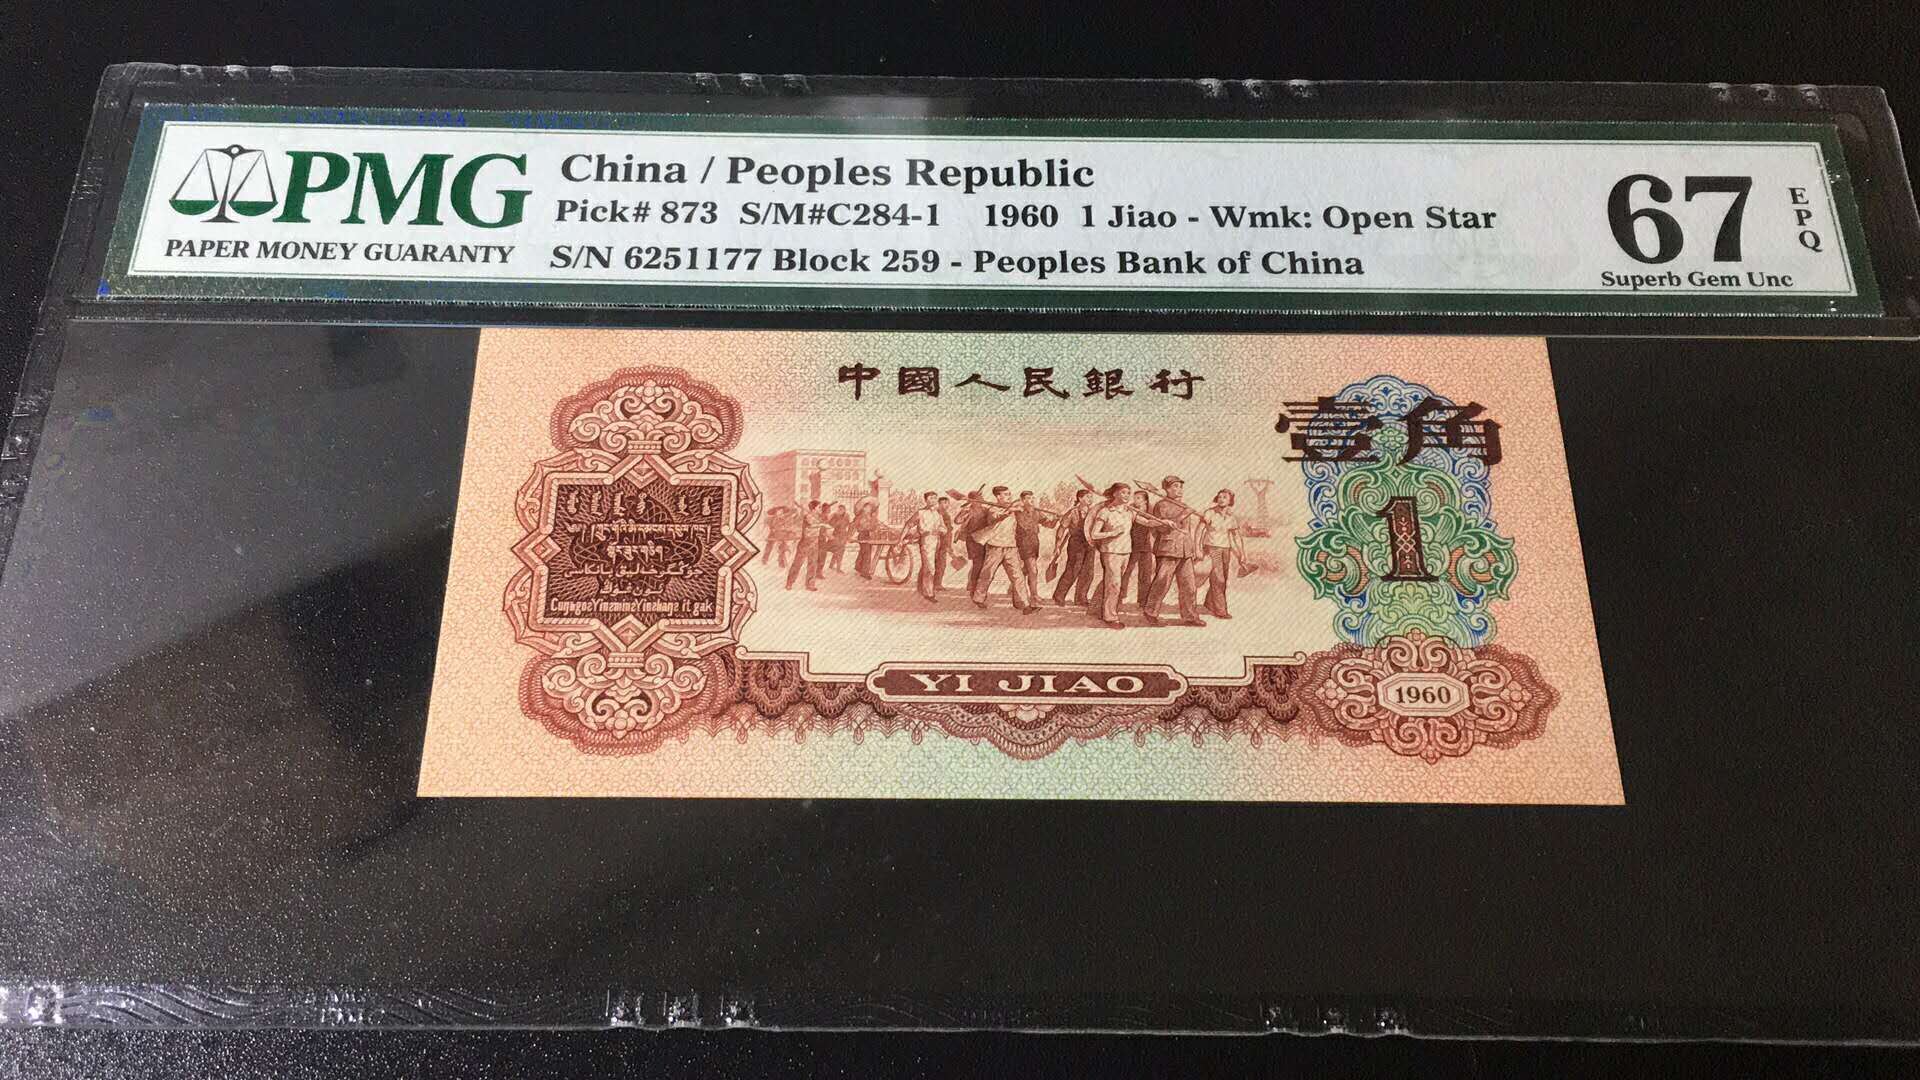 PMG
PAPER MONEY GUARANTY
China / Peoples Republic
Pick# 873 S/M#C284-1 1960 1 Jiao - Wmk: Open Star
S/N 6251177 Block 259 - Peoples Bank of China
67
EPQ
Superb Gem Unc
中國人民銀行
壹角
1
YI JIAO
1960